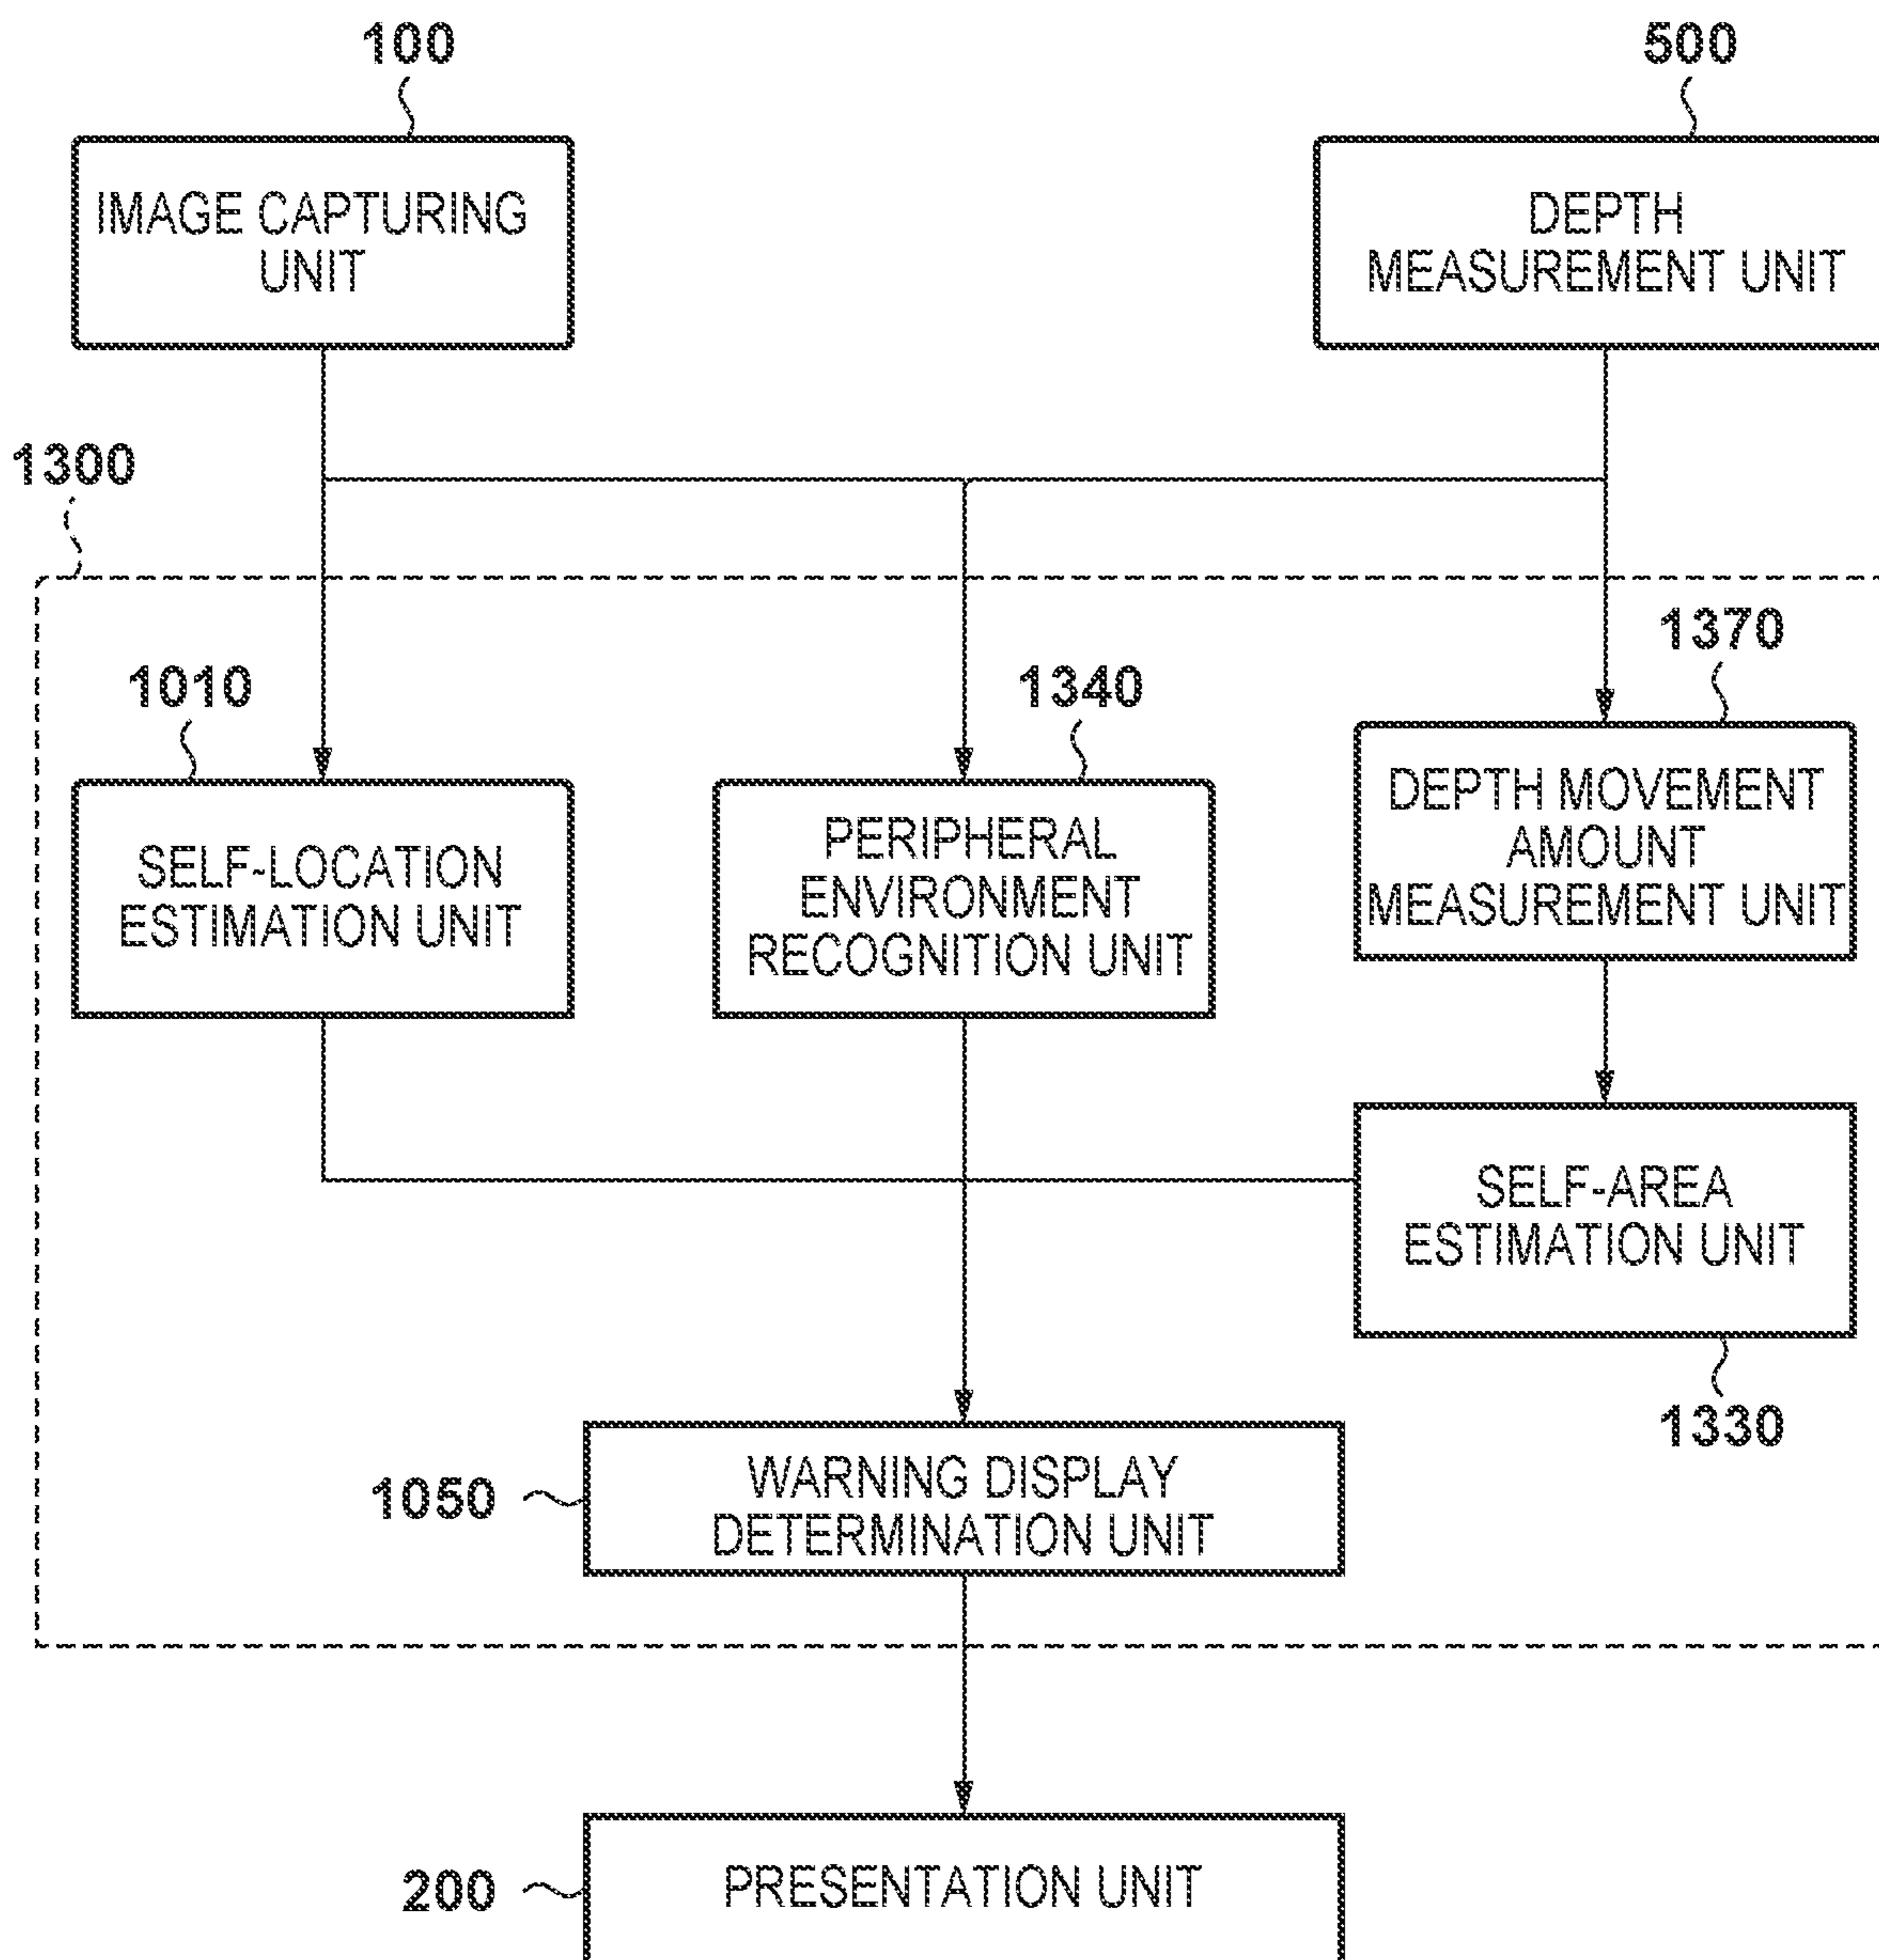 100
500
IMAGE CAPTURING
UNIT
DEPTH
MEASUREMENT UNIT
1300
1370
1010
1340
SELF-LOCATION
ESTIMATION UNIT
PERIPHERAL
ENVIRONMENT
RECOGNITION UNIT
DEPTH MOVEMENT
AMOUNT
MEASUREMENT UNIT
SELF-AREA
ESTIMATION UNIT
1330
1050
WARNING DISPLAY
DETERMINATION UNIT
200
PRESENTATION UNIT